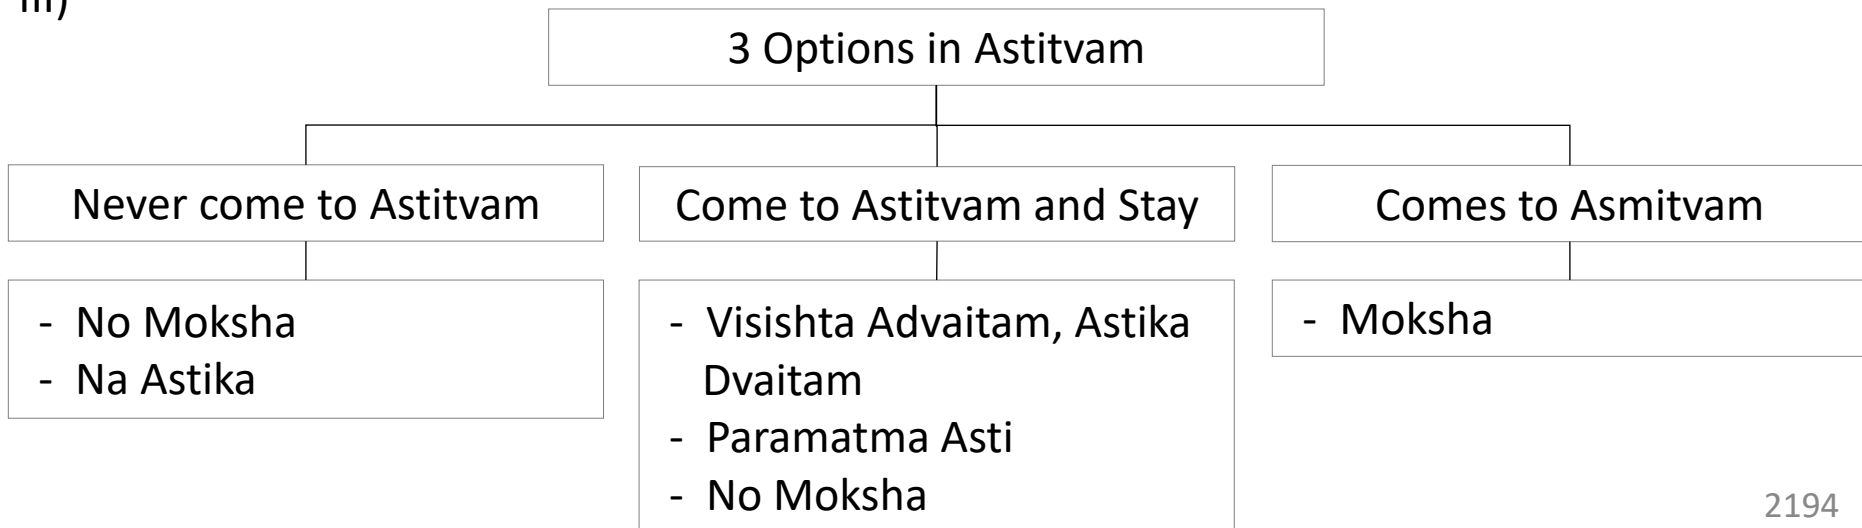 iii)
3 Options in Astitvam
Never come to Astitvam
Come to Astitvam and Stay
Comes to Asmitvam
- No Moksha
- Na Astika
- Visishta Advaitam, Astika
Dvaitam
- Paramatma Asti
- No Moksha
- Moksha
2194